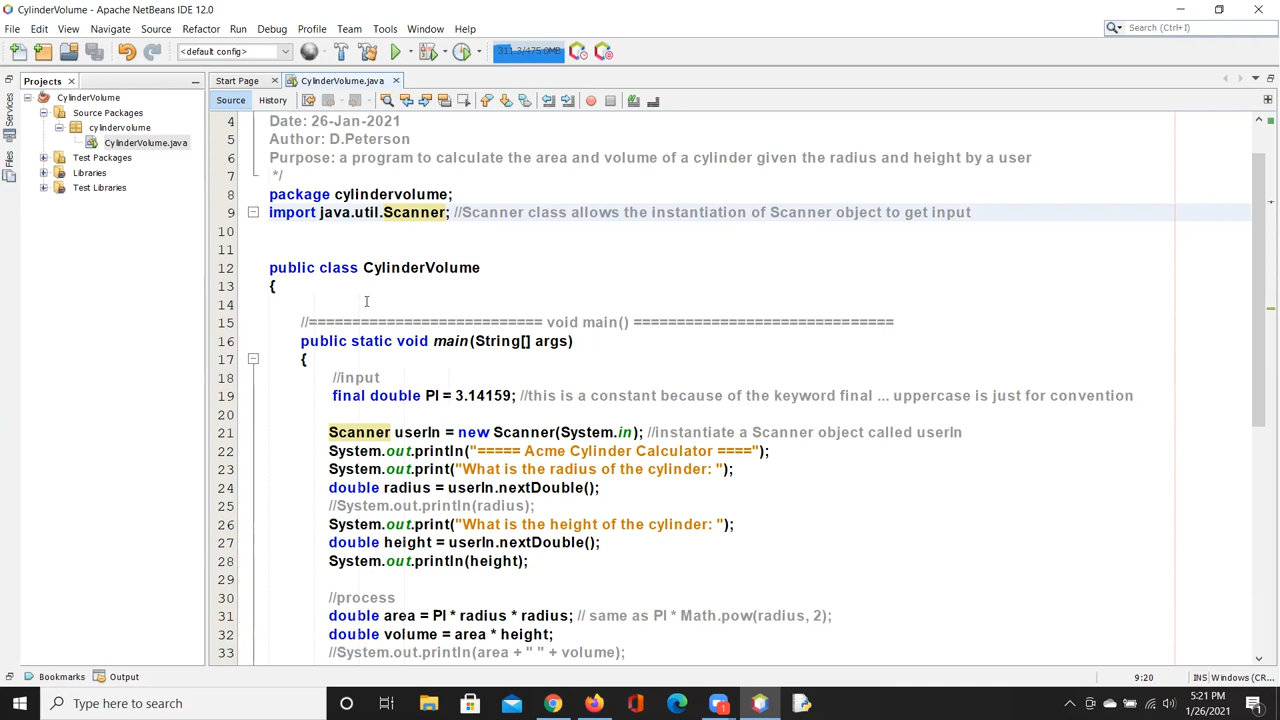 CylinderVolume - Apache NetBeans IDE 12.0
File Edit View Navigate Source Refactor Run Debug Profile Team Tools Window Help
Search (Ctrl+I)
<default config>
311.3/475.0MB
Projects
Start Page
CylinderVolume.java
Services
Files
CylinderVolume
Source Packages
cylindervolume
CylinderVolume.java
Test Packages
Libraries
Test Libraries
Source History
4 Date: 26-Jan-2021
5 Author: D.Peterson
6 Purpose: a program to calculate the area and volume of a cylinder given the radius and height by a user
7 */
8 package cylindervolume;
9 import java.util.Scanner; //Scanner class allows the instantiation of Scanner object to get input
10
11
12 public class CylinderVolume
13 {
14
15 //=========================== void main() ==============================
16 public static void main(String[] args)
17 {
18 //input
19 final double PI = 3.14159; //this is a constant because of the keyword final ... uppercase is just for convention
20
21 Scanner userIn = new Scanner(System.in); //instantiate a Scanner object called userIn
22 System.out.println("===== Acme Cylinder Calculator ====");
23 System.out.print("What is the radius of the cylinder: ");
24 double radius = userIn.nextDouble();
25 //System.out.println(radius);
26 System.out.print("What is the height of the cylinder: ");
27 double height = userIn.nextDouble();
28 System.out.println(height);
29
30 //process
31 double area = PI * radius * radius; // same as PI * Math.pow(radius, 2);
32 double volume = area * height;
33 //System.out.println(area + " " + volume);
Bookmarks Output
9:20
INS Windows (CR...
Type here to search
1
5:21 PM
1/26/2021
1